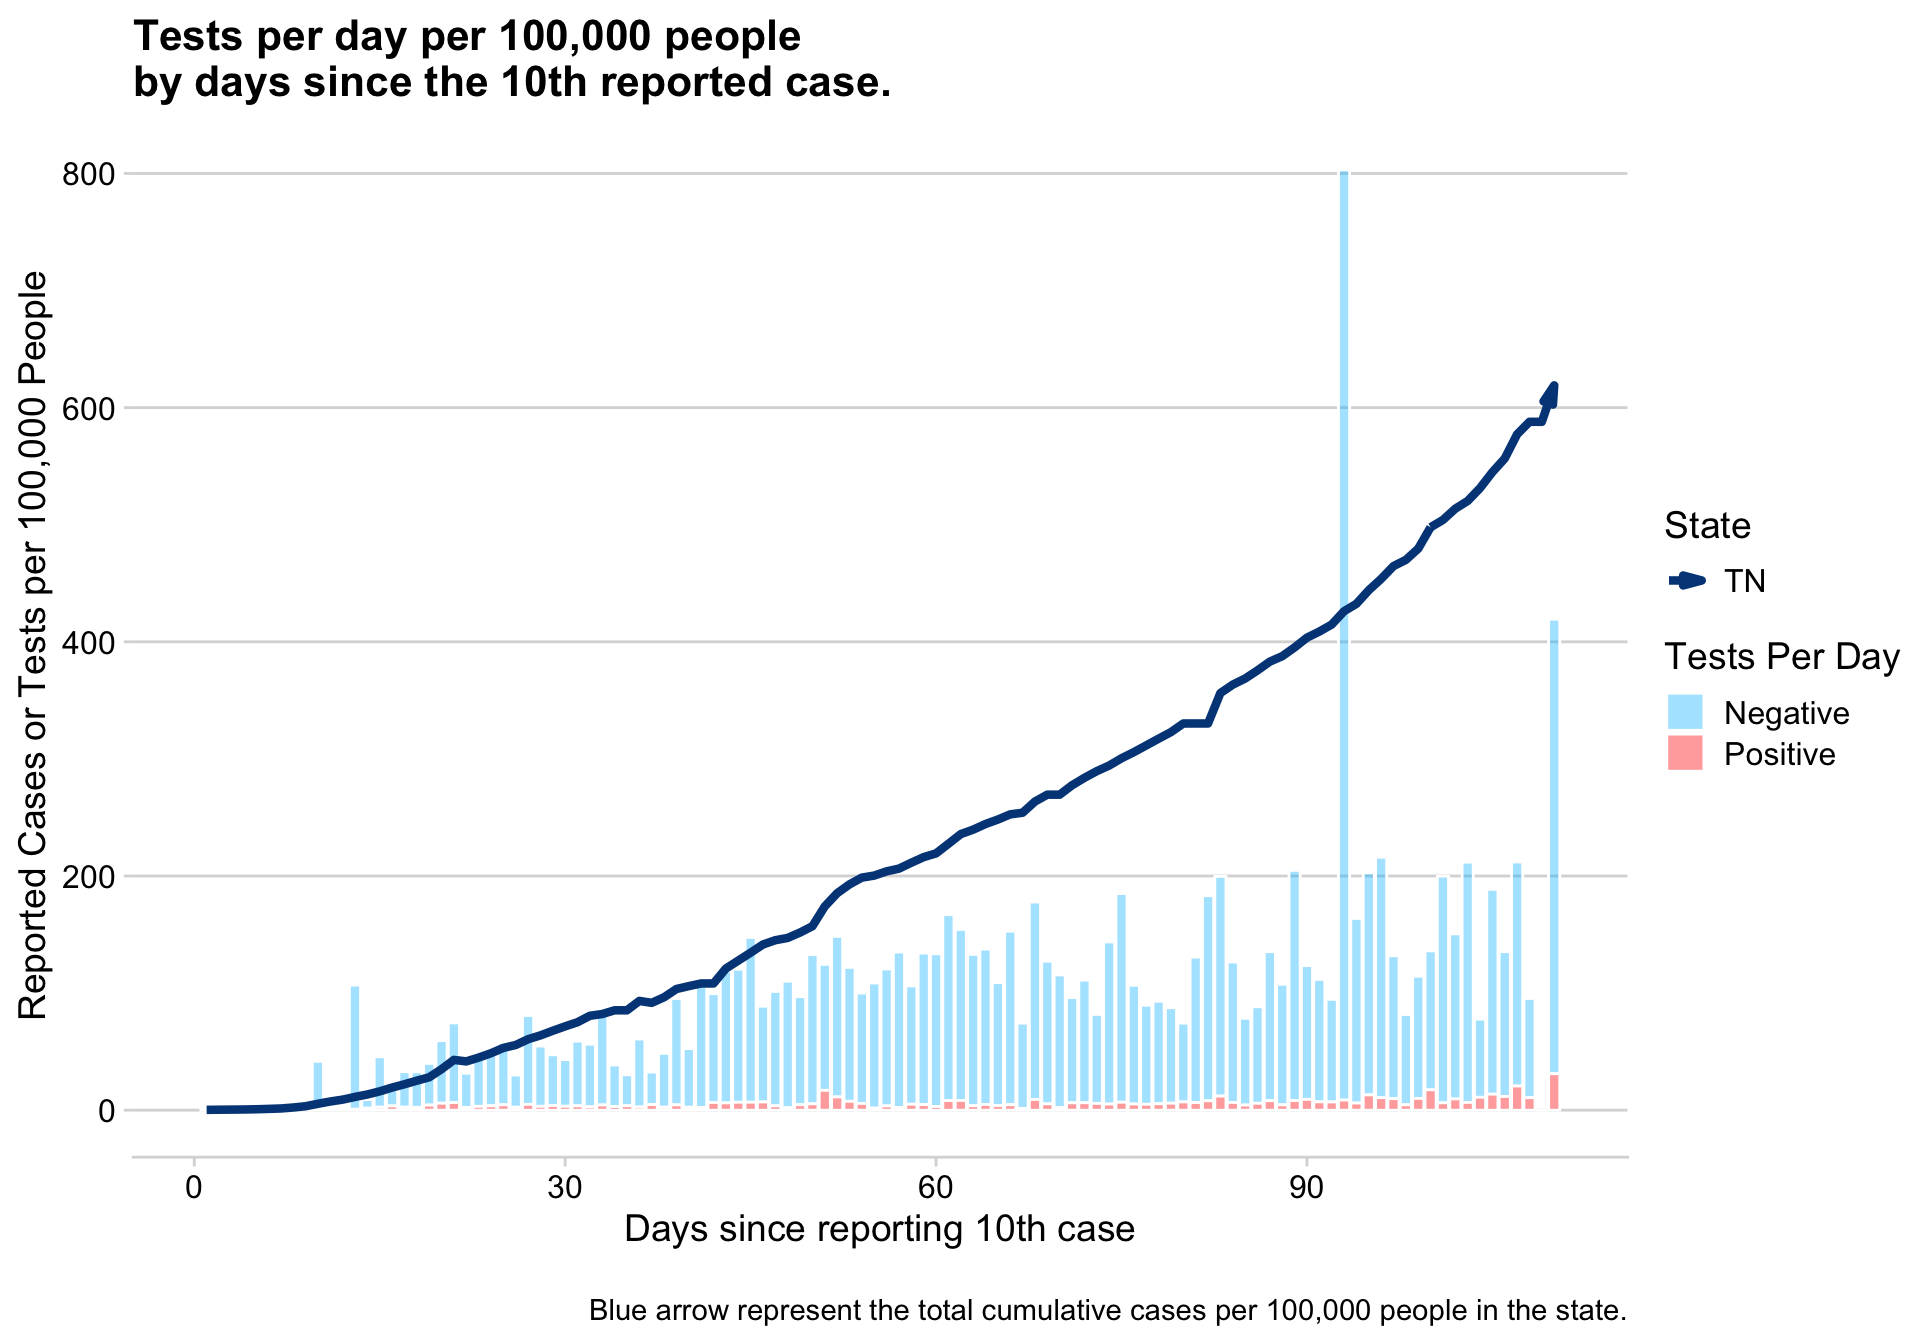 Tests per day per 100,000 people
by days since the 10th reported case.
Reported Cases or Tests per 100,000 People
800
600
400
200
0
0
30
60
90
Days since reporting 10th case
State
TN
Tests Per Day
Negative
Positive
Blue arrow represent the total cumulative cases per 100,000 people in the state.